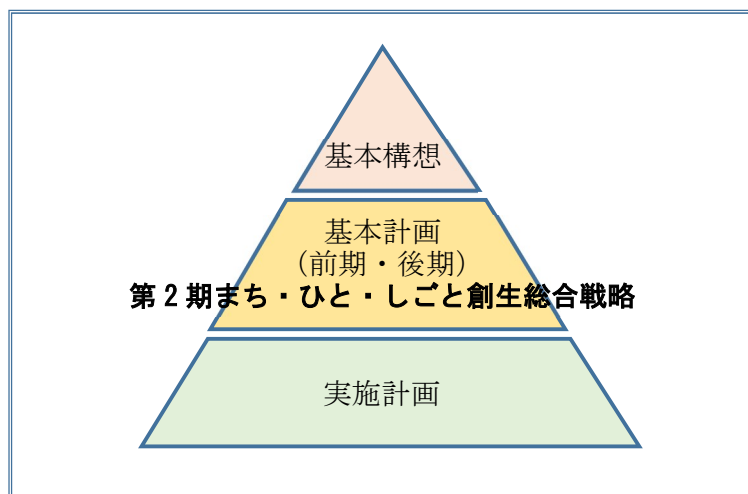 基本構想
基本計画
(前期・後期)
第2期まち・ひと・しごと創生総合戦略
実施計画